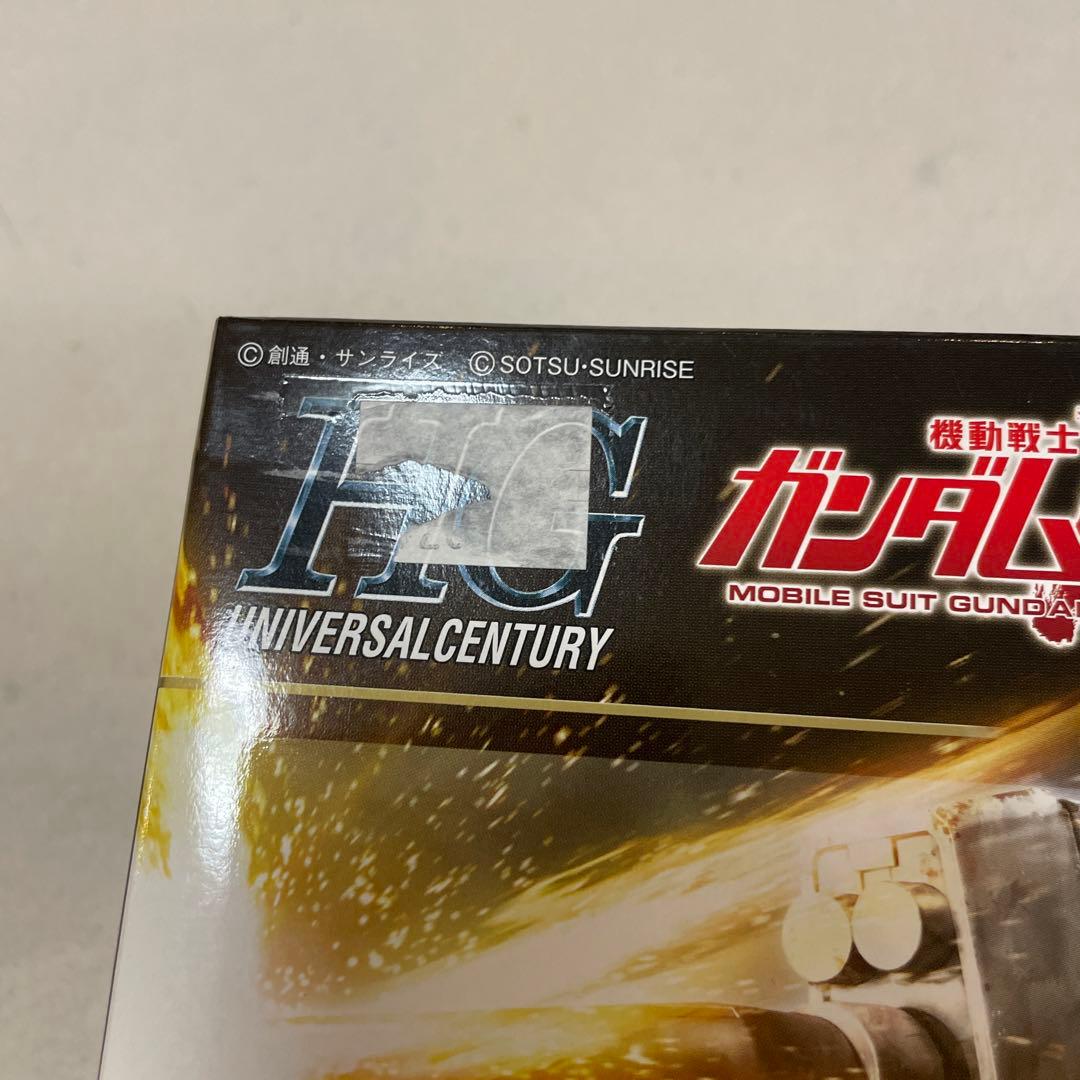 ©創通・サンライズ ©SOTSU・SUNRISE
HG
UNIVERSAL CENTURY
機動戦士
ガンダム
MOBILE SUIT GUNDA